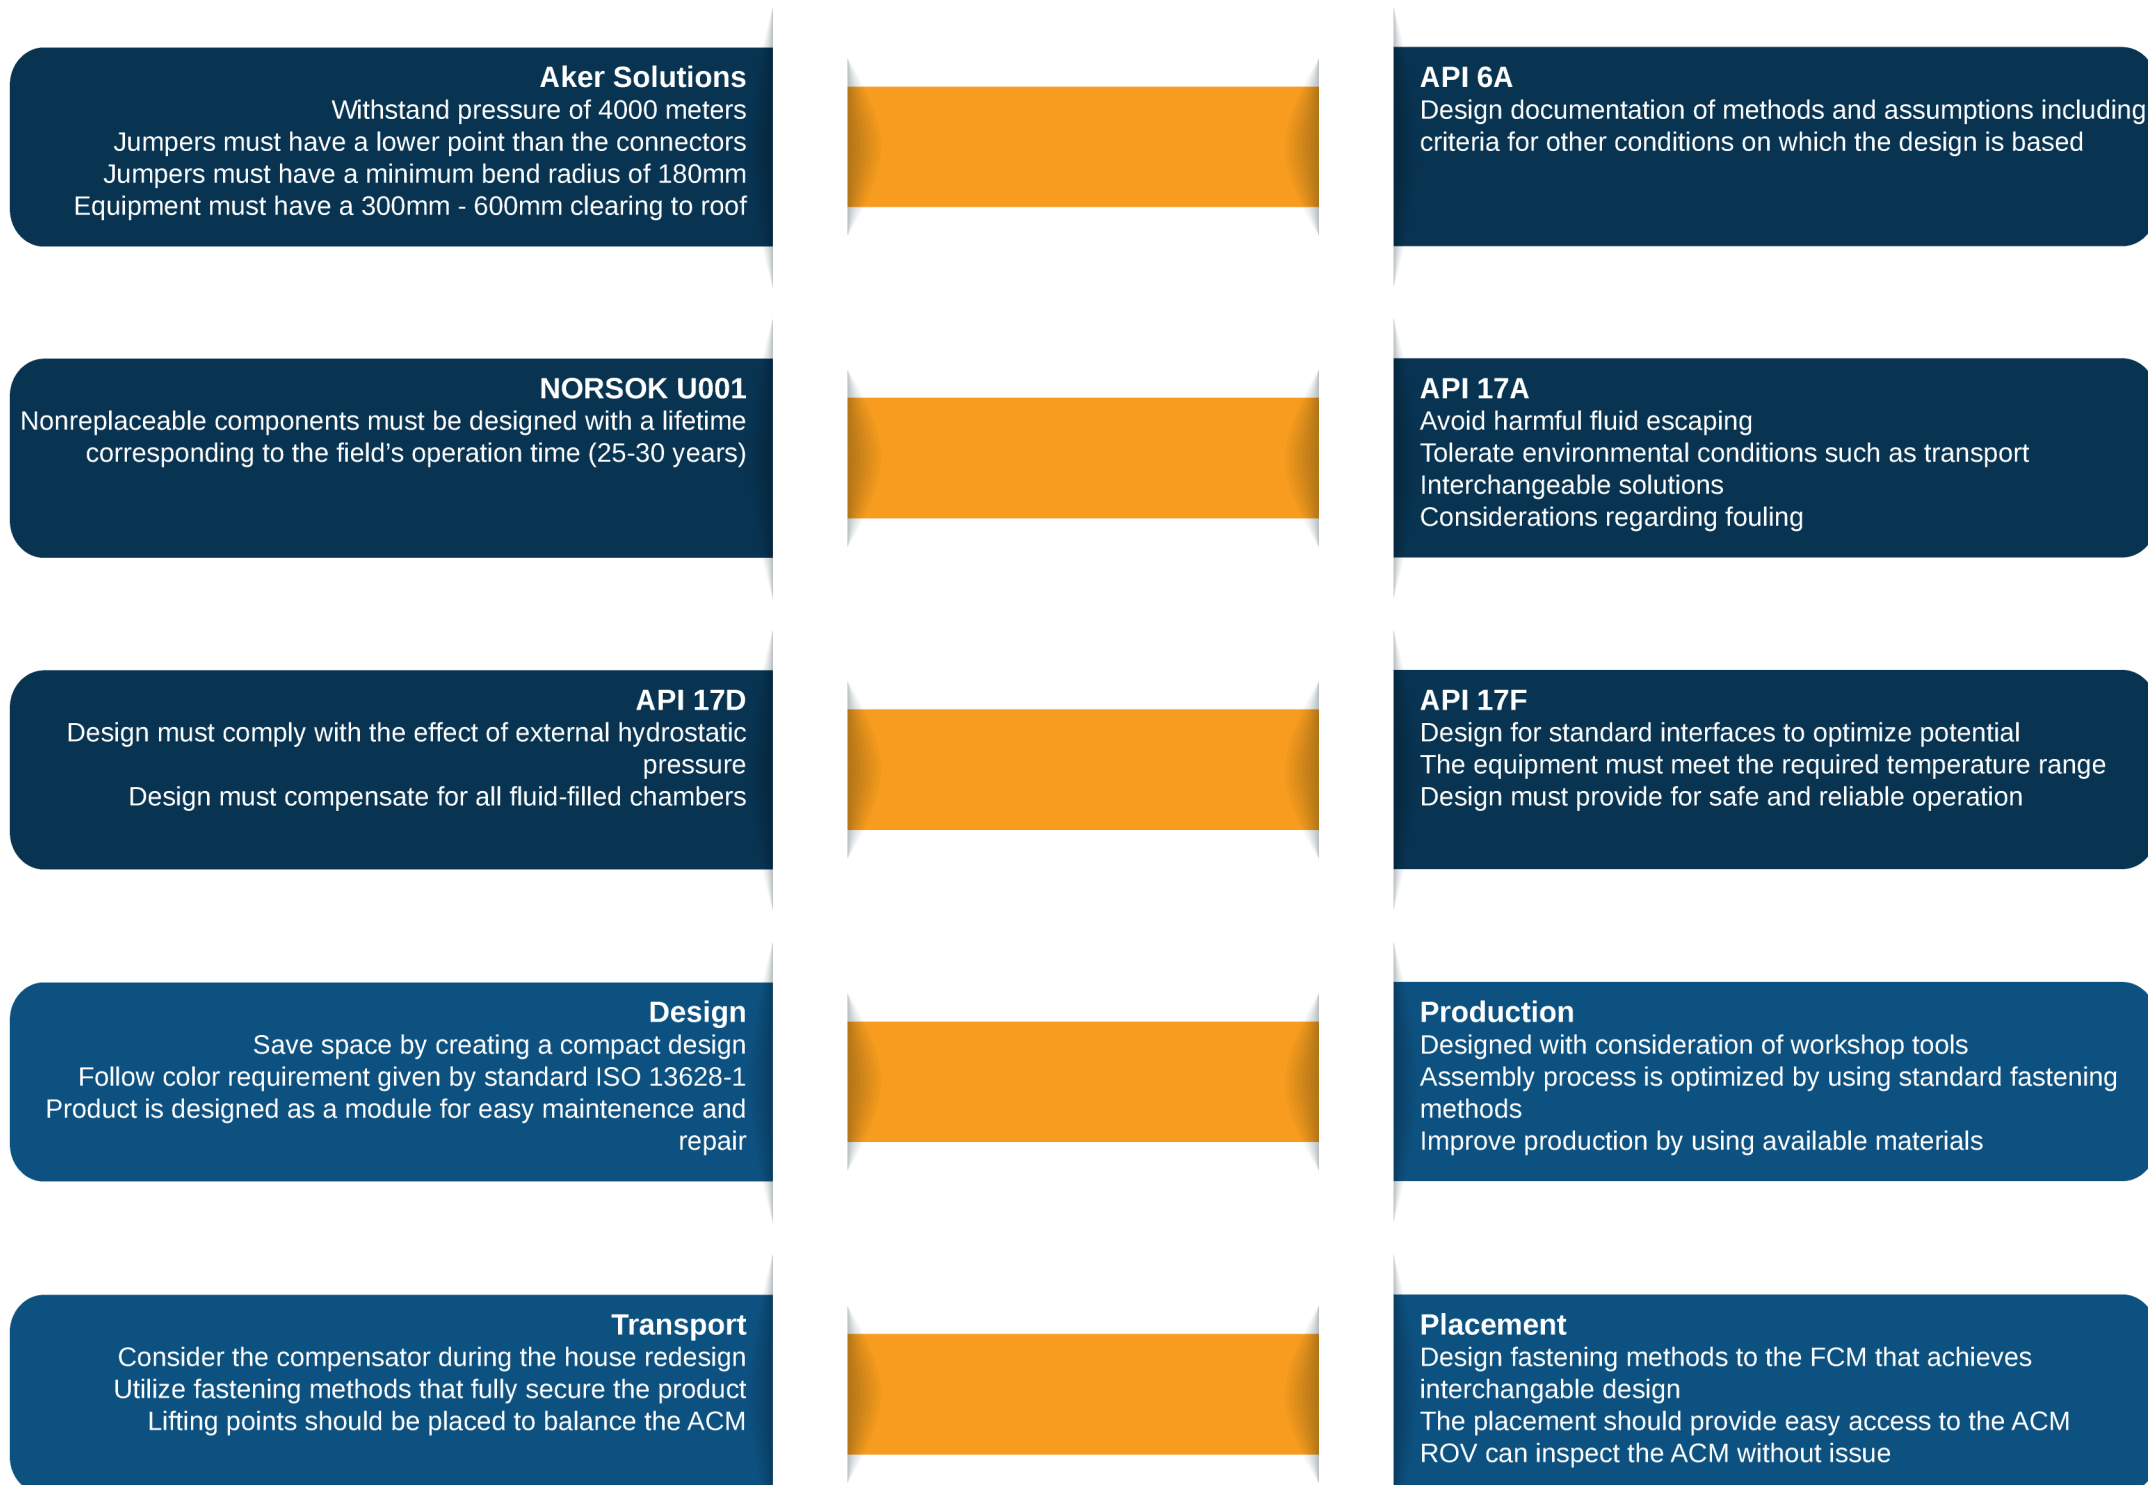 Aker Solutions
Withstand pressure of 4000 meters
Jumpers must have a lower point than the connectors
Jumpers must have a minimum bend radius of 180mm
Equipment must have a 300mm - 600mm clearing to roof
API 6A
Design documentation of methods and assumptions including
criteria for other conditions on which the design is based
NORSOK U001
Nonreplaceable components must be designed with a lifetime
corresponding to the field’s operation time (25-30 years)
API 17A
Avoid harmful fluid escaping
Tolerate environmental conditions such as transport
Interchangeable solutions
Considerations regarding fouling
API 17D
Design must comply with the effect of external hydrostatic
pressure
Design must compensate for all fluid-filled chambers
API 17F
Design for standard interfaces to optimize potential
The equipment must meet the required temperature range
Design must provide for safe and reliable operation
Design
Save space by creating a compact design
Follow color requirement given by standard ISO 13628-1
Product is designed as a module for easy maintenence and
repair
Production
Designed with consideration of workshop tools
Assembly process is optimized by using standard fastening
methods
Improve production by using available materials
Transport
Consider the compensator during the house redesign
Utilize fastening methods that fully secure the product
Lifting points should be placed to balance the ACM
Placement
Design fastening methods to the FCM that achieves
interchangable design
The placement should provide easy access to the ACM
ROV can inspect the ACM without issue